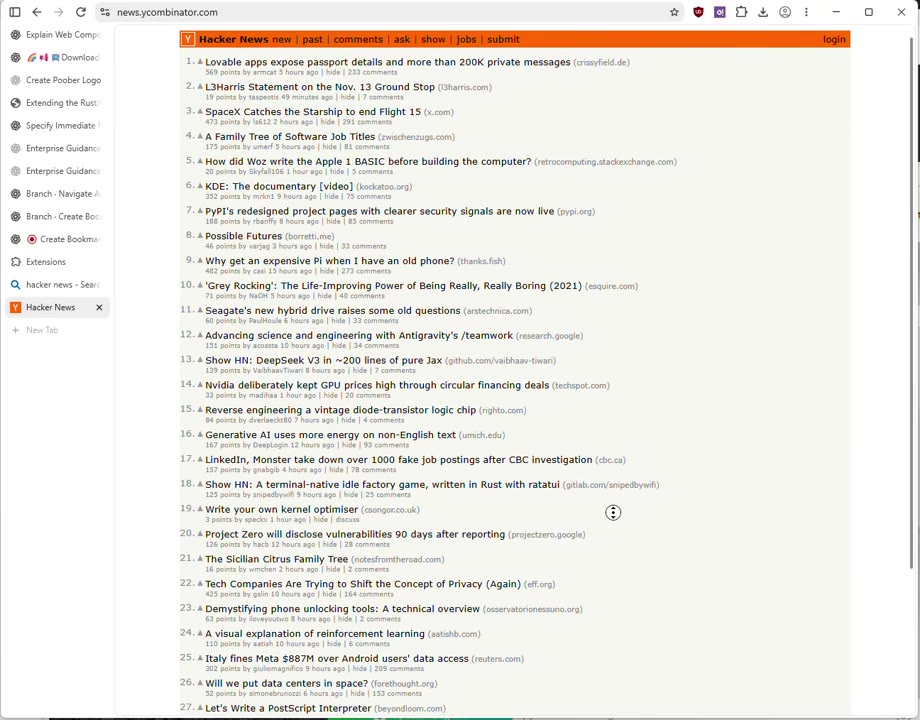 news.ycombinator.com
Explain Web Compo
Download
Create Poober Logo
Extending the Rust
Specify Immediate
Enterprise Guidance
Enterprise Guidance
Branch - Navigate A
Branch - Create Boo
Create Bookma
Extensions
hacker news - Searc
Hacker News
New Tab
Y Hacker News new | past | comments | ask | show | jobs | submit login
1. Lovable apps expose passport details and more than 200K private messages (crissyfield.de)
569 points by armcat 5 hours ago | hide | 233 comments
2. L3Harris Statement on the Nov. 13 Ground Stop (l3harris.com)
19 points by taspeotis 49 minutes ago | hide | 7 comments
3. SpaceX Catches the Starship to end Flight 15 (x.com)
473 points by ls612 2 hours ago | hide | 291 comments
4. A Family Tree of Software Job Titles (zwischenzugs.com)
175 points by umerf 5 hours ago | hide | 81 comments
5. How did Woz write the Apple 1 BASIC before building the computer? (retrocomputing.stackexchange.com)
20 points by Skyfall106 1 hour ago | hide | 5 comments
6. KDE: The documentary [video] (kockatoo.org)
352 points by mrkn1 9 hours ago | hide | 75 comments
7. PyPI's redesigned project pages with clearer security signals are now live (pypi.org)
188 points by rbanffy 8 hours ago | hide | 85 comments
8. Possible Futures (borretti.me)
46 points by varjag 3 hours ago | hide | 33 comments
9. Why get an expensive Pi when I have an old phone? (thanks.fish)
482 points by casi 15 hours ago | hide | 273 comments
10. 'Grey Rocking': The Life-Improving Power of Being Really, Really Boring (2021) (esquire.com)
71 points by NaOH 5 hours ago | hide | 40 comments
11. Seagate's new hybrid drive raises some old questions (arstechnica.com)
60 points by PaulHoule 6 hours ago | hide | 33 comments
12. Advancing science and engineering with Antigravity's /teamwork (research.google)
151 points by acossta 10 hours ago | hide | 34 comments
13. Show HN: DeepSeek V3 in ~200 lines of pure Jax (github.com/vaibhaav-tiwari)
139 points by VaibhaavTiwari 8 hours ago | hide | 7 comments
14. Nvidia deliberately kept GPU prices high through circular financing deals (techspot.com)
33 points by madihaa 1 hour ago | hide | 20 comments
15. Reverse engineering a vintage diode-transistor logic chip (righto.com)
84 points by dverlaeckt80 7 hours ago | hide | 4 comments
16. Generative AI uses more energy on non-English text (umich.edu)
167 points by DeepLogin 12 hours ago | hide | 93 comments
17. LinkedIn, Monster take down over 1000 fake job postings after CBC investigation (cbc.ca)
157 points by gnabgib 4 hours ago | hide | 78 comments
18. Show HN: A terminal-native idle factory game, written in Rust with ratatui (gitlab.com/snipedbywifi)
125 points by snipedbywifi 9 hours ago | hide | 25 comments
19. Write your own kernel optimiser (csongor.co.uk)
3 points by speckx 1 hour ago | hide | discuss
20. Project Zero will disclose vulnerabilities 90 days after reporting (projectzero.google)
126 points by hacb 12 hours ago | hide | 28 comments
21. The Sicilian Citrus Family Tree (notesfromtheroad.com)
16 points by wmchen 2 hours ago | hide | 2 comments
22. Tech Companies Are Trying to Shift the Concept of Privacy (Again) (eff.org)
425 points by gslin 10 hours ago | hide | 164 comments
23. Demystifying phone unlocking tools: A technical overview (osservatorionessuno.org)
63 points by iloveyoutwo 8 hours ago | hide | 2 comments
24. A visual explanation of reinforcement learning (aatishb.com)
110 points by aatish 10 hours ago | hide | 6 comments
25. Italy fines Meta $887M over Android users' data access (reuters.com)
302 points by giuliomagnifico 9 hours ago | hide | 209 comments
26. Will we put data centers in space? (forethought.org)
52 points by simonebrunozzi 6 hours ago | hide | 153 comments
27. Let's Write a PostScript Interpreter (beyondloom.com)